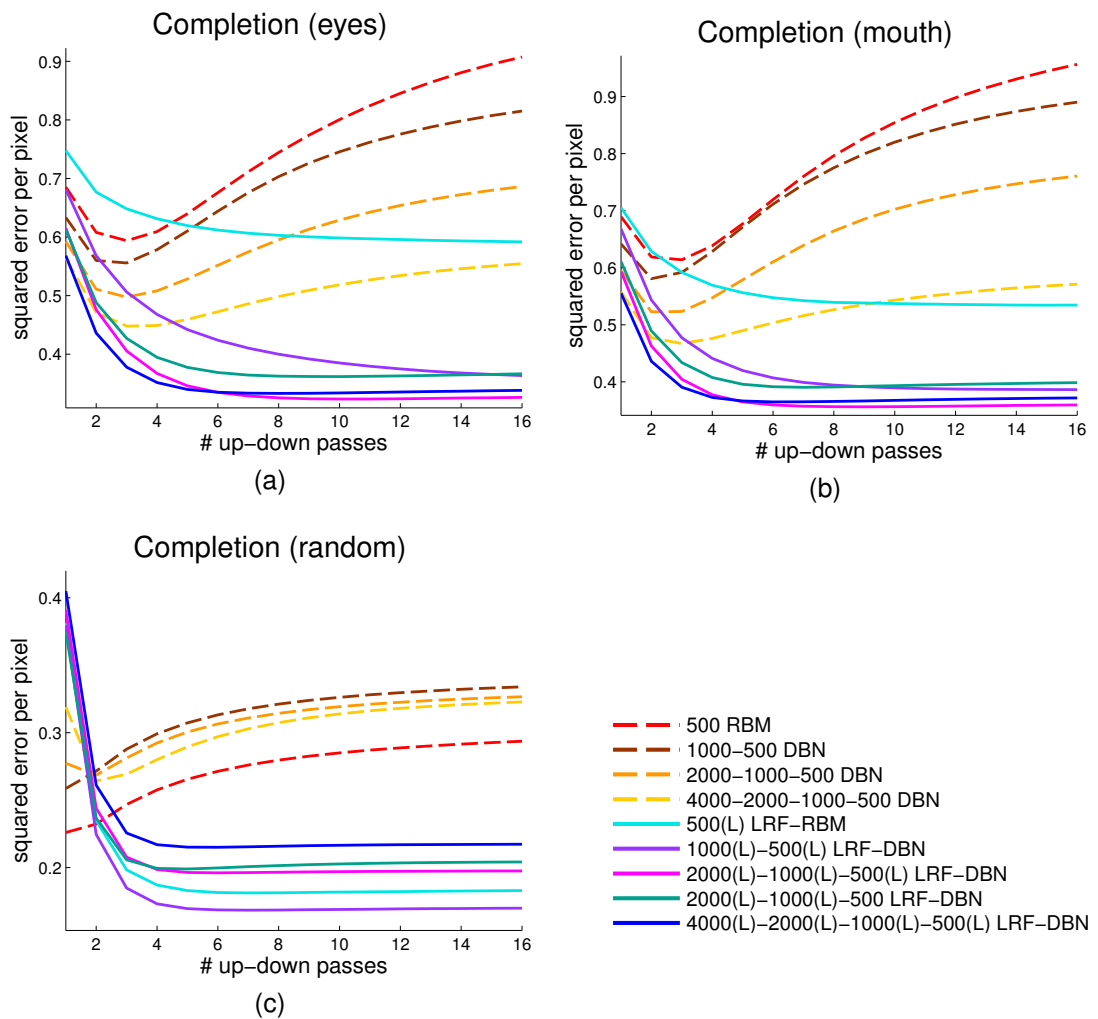 Completion (eyes)
0.9
0.8
0.7
0.6
0.5
0.4
squared error per pixel
2 4 6 8 10 12 14 16
# up−down passes
(a)
Completion (mouth)
0.9
0.8
0.7
0.6
0.5
0.4
squared error per pixel
2 4 6 8 10 12 14 16
# up−down passes
(b)
Completion (random)
0.4
0.3
0.2
squared error per pixel
2 4 6 8 10 12 14 16
# up−down passes
(c)
500 RBM
1000−500 DBN
2000−1000−500 DBN
4000−2000−1000−500 DBN
500(L) LRF−RBM
1000(L)−500(L) LRF−DBN
2000(L)−1000(L)−500(L) LRF−DBN
2000(L)−1000(L)−500 LRF−DBN
4000(L)−2000(L)−1000(L)−500(L) LRF−DBN